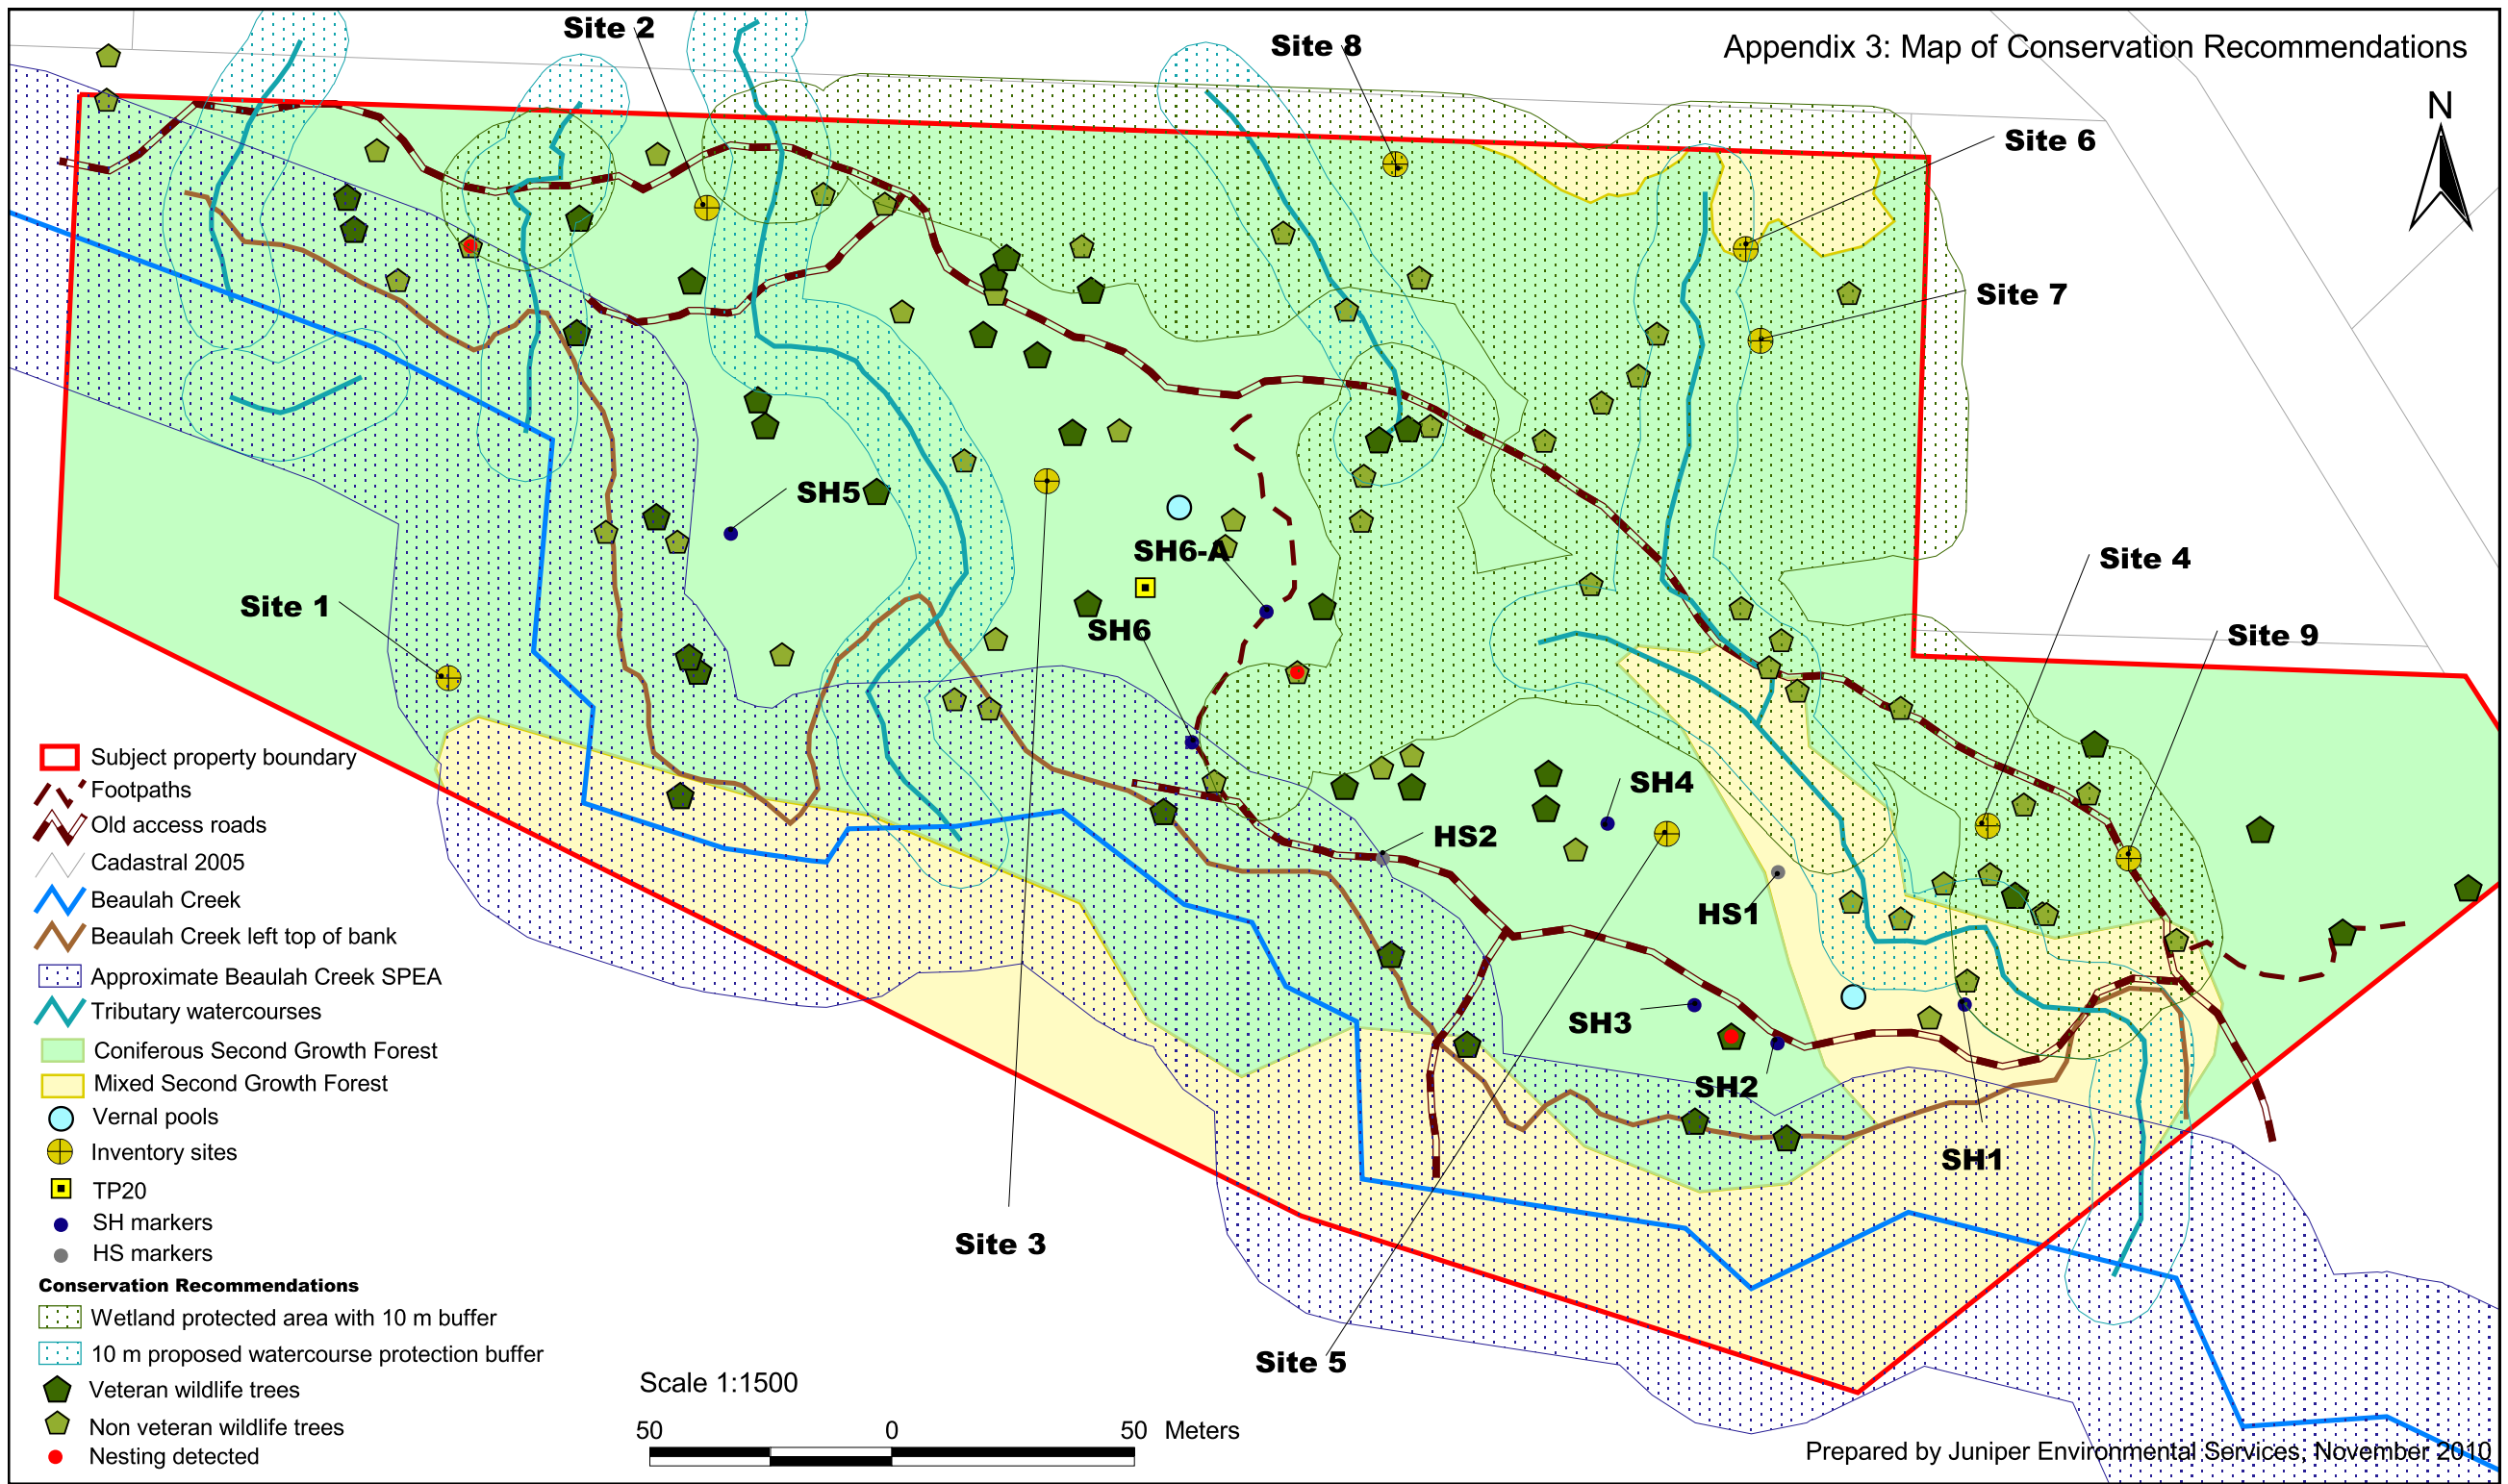 Appendix 3: Map of Conservation Recommendations
N
Site 2
Site 8
Site 6
Site 7
SH5
SH6-A
Site 4
Site 1
SH6
Site 9
SH4
HS2
HS1
SH3
SH2
SH1
Site 3
Site 5
Subject property boundary
Footpaths
Old access roads
Cadastral 2005
Beaulah Creek
Beaulah Creek left top of bank
Approximate Beaulah Creek SPEA
Tributary watercourses
Coniferous Second Growth Forest
Mixed Second Growth Forest
Vernal pools
Inventory sites
TP20
SH markers
HS markers
Conservation Recommendations
Wetland protected area with 10 m buffer
10 m proposed watercourse protection buffer
Veteran wildlife trees
Non veteran wildlife trees
Nesting detected
Scale 1:1500
50 0 50 Meters
Prepared by Juniper Environmental Services, November 2010